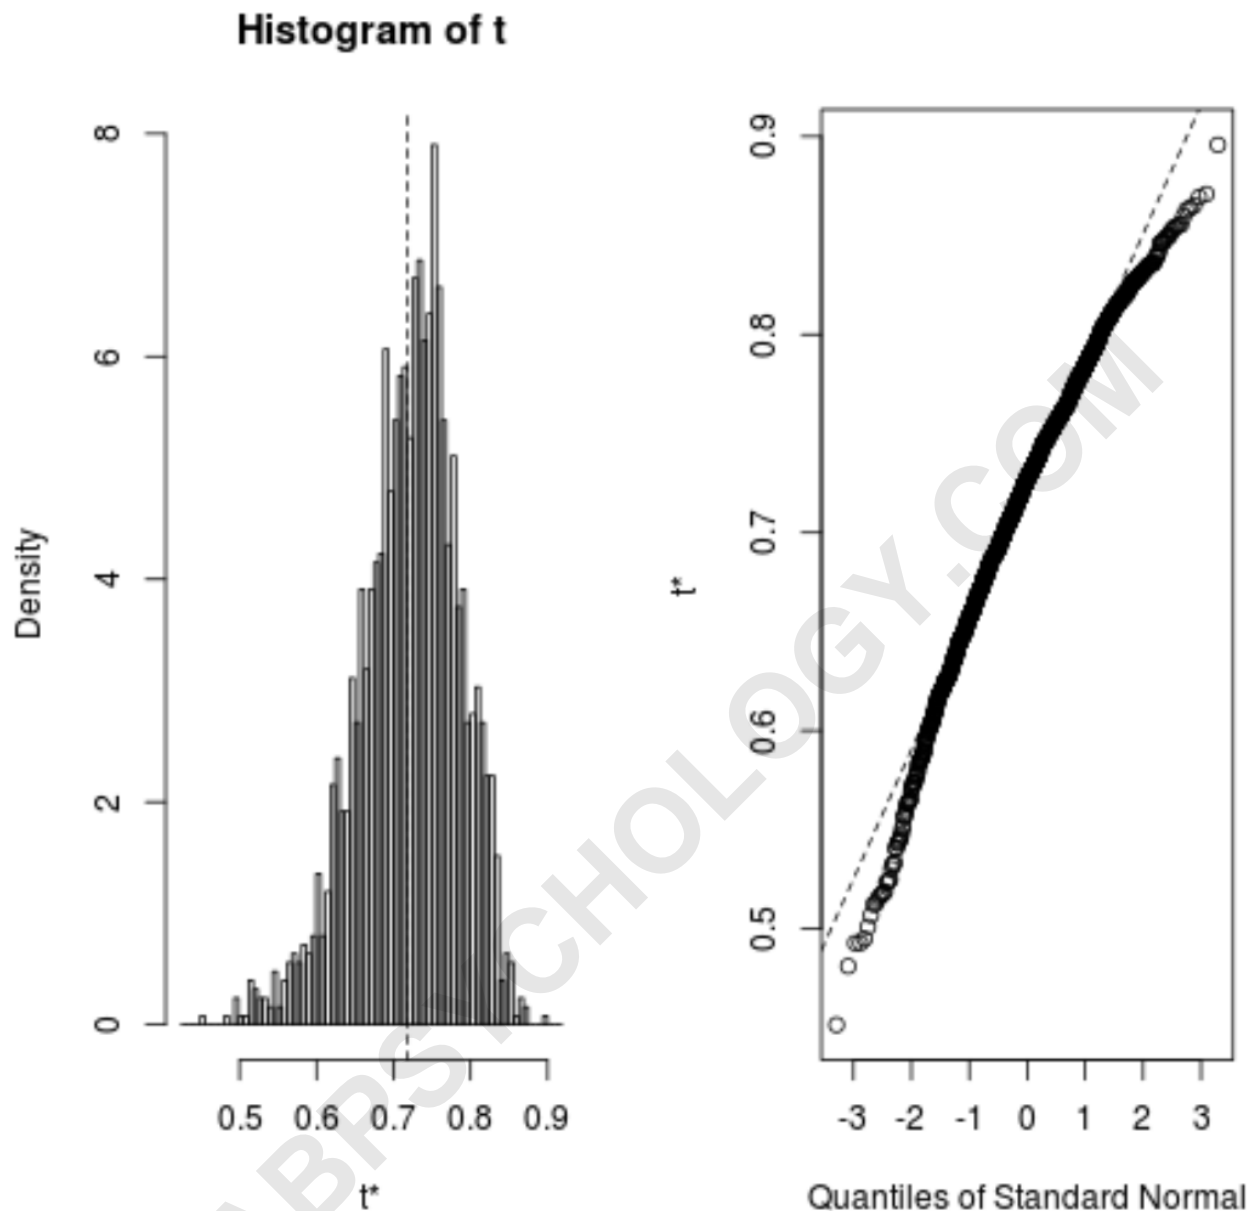 Histogram of t
Density
8
6
4
2
0
0.5 0.6 0.7 0.8 0.9
t*
t*
0.9
0.8
0.7
0.6
0.5
-3 -2 -1 0 1 2 3
Quantiles of Standard Normal
ABPSYCHOLOGY.COM